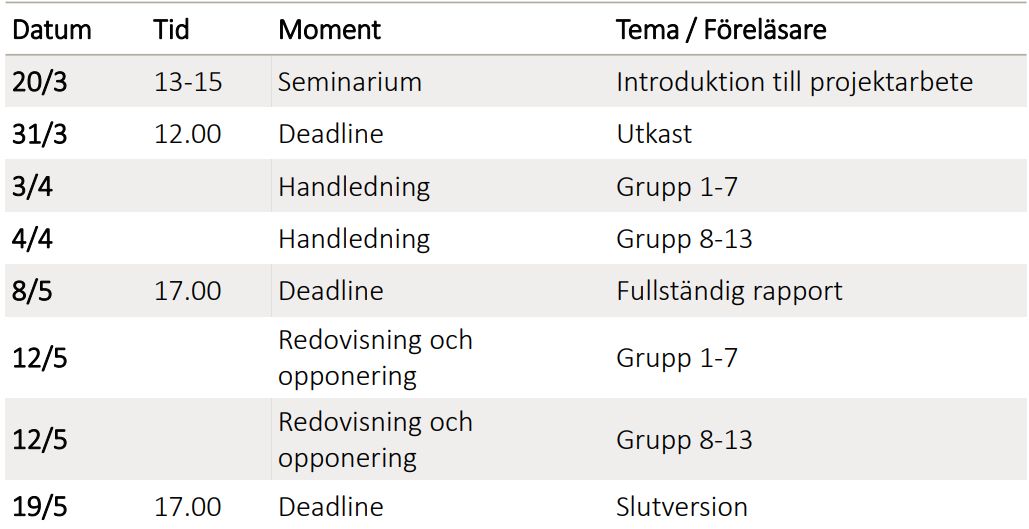 Datum Tid Moment Tema / Föreläsare
20/3 13-15 Seminarium Introduktion till projektarbete
31/3 12.00 Deadline Utkast
3/4 Handledning Grupp 1-7
4/4 Handledning Grupp 8-13
8/5 17.00 Deadline Fullständig rapport
12/5 Redovisning och
opponering Grupp 1-7
12/5 Redovisning och
opponering Grupp 8-13
19/5 17.00 Deadline Slutversion